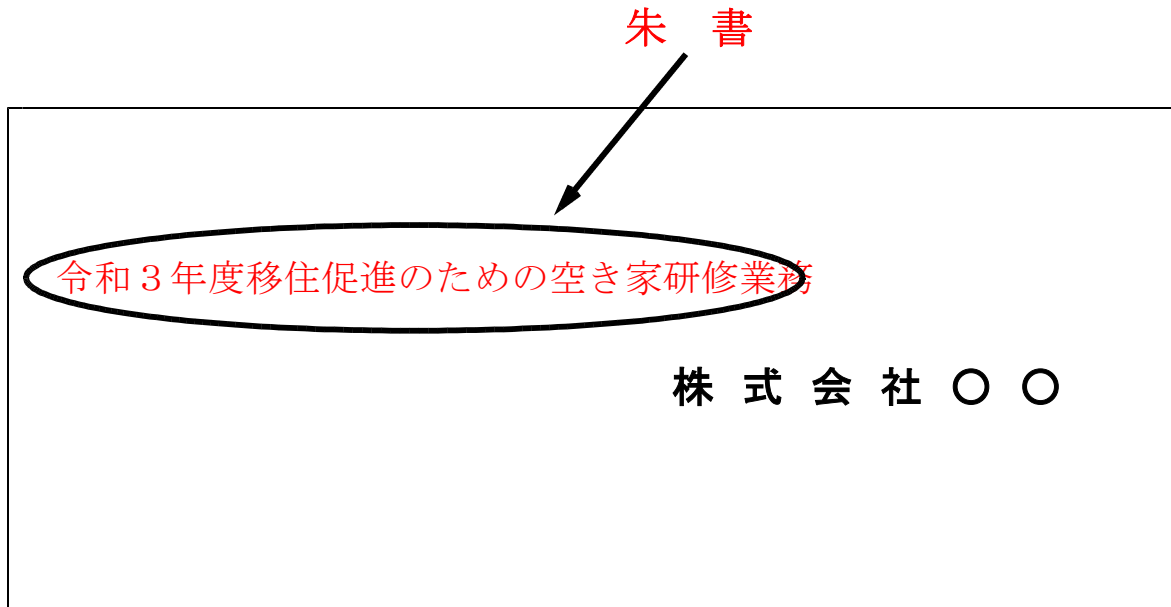 朱　書
令和３年度移住促進のための空き家研修業務
株 式 会 社 ○ ○